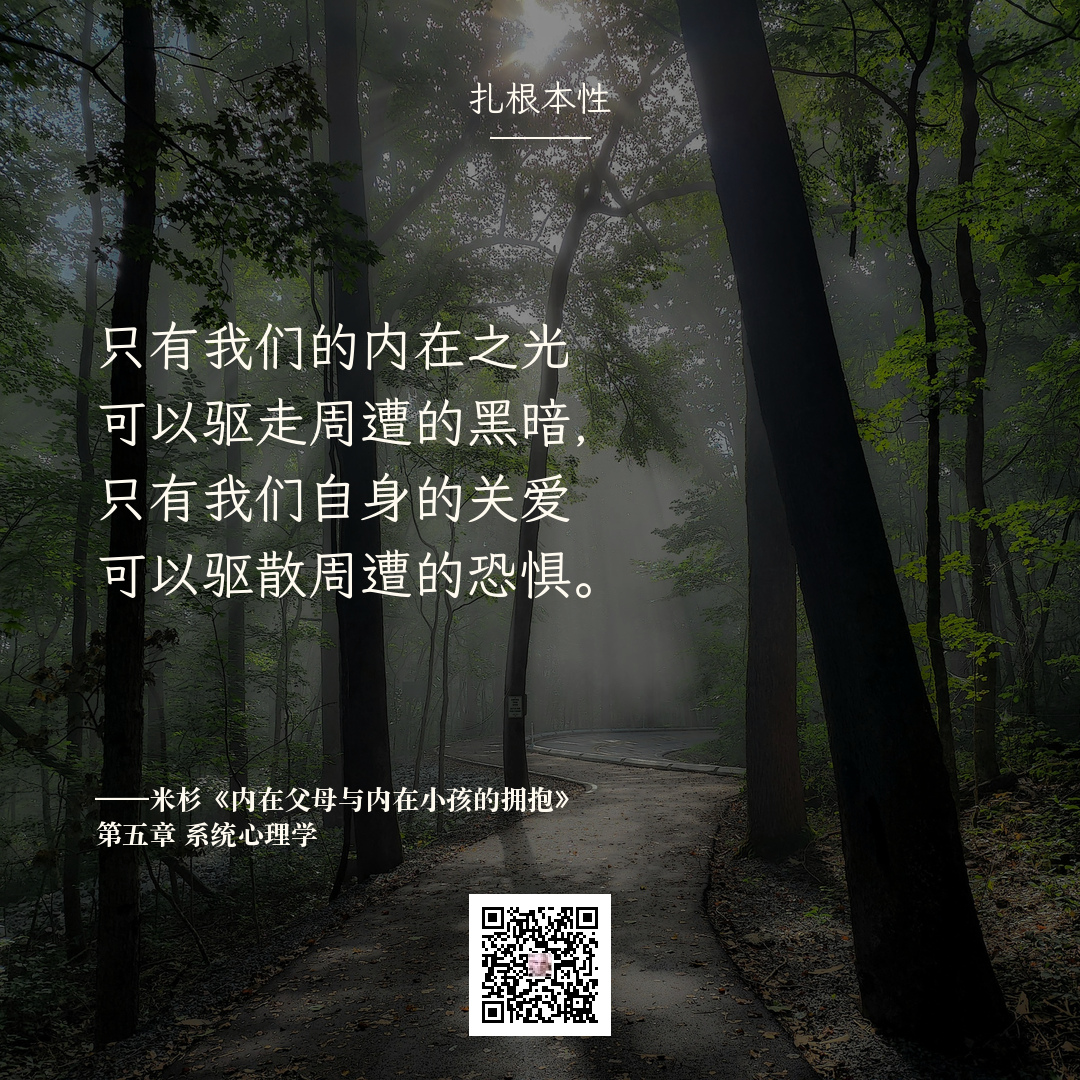 扎根本性
只有我们的内在之光
可以驱走周遭的黑暗,
只有我们自身的关爱
可以驱散周遭的恐惧。
——米杉《内在父母与内在小孩的拥抱》
第五章 系统心理学